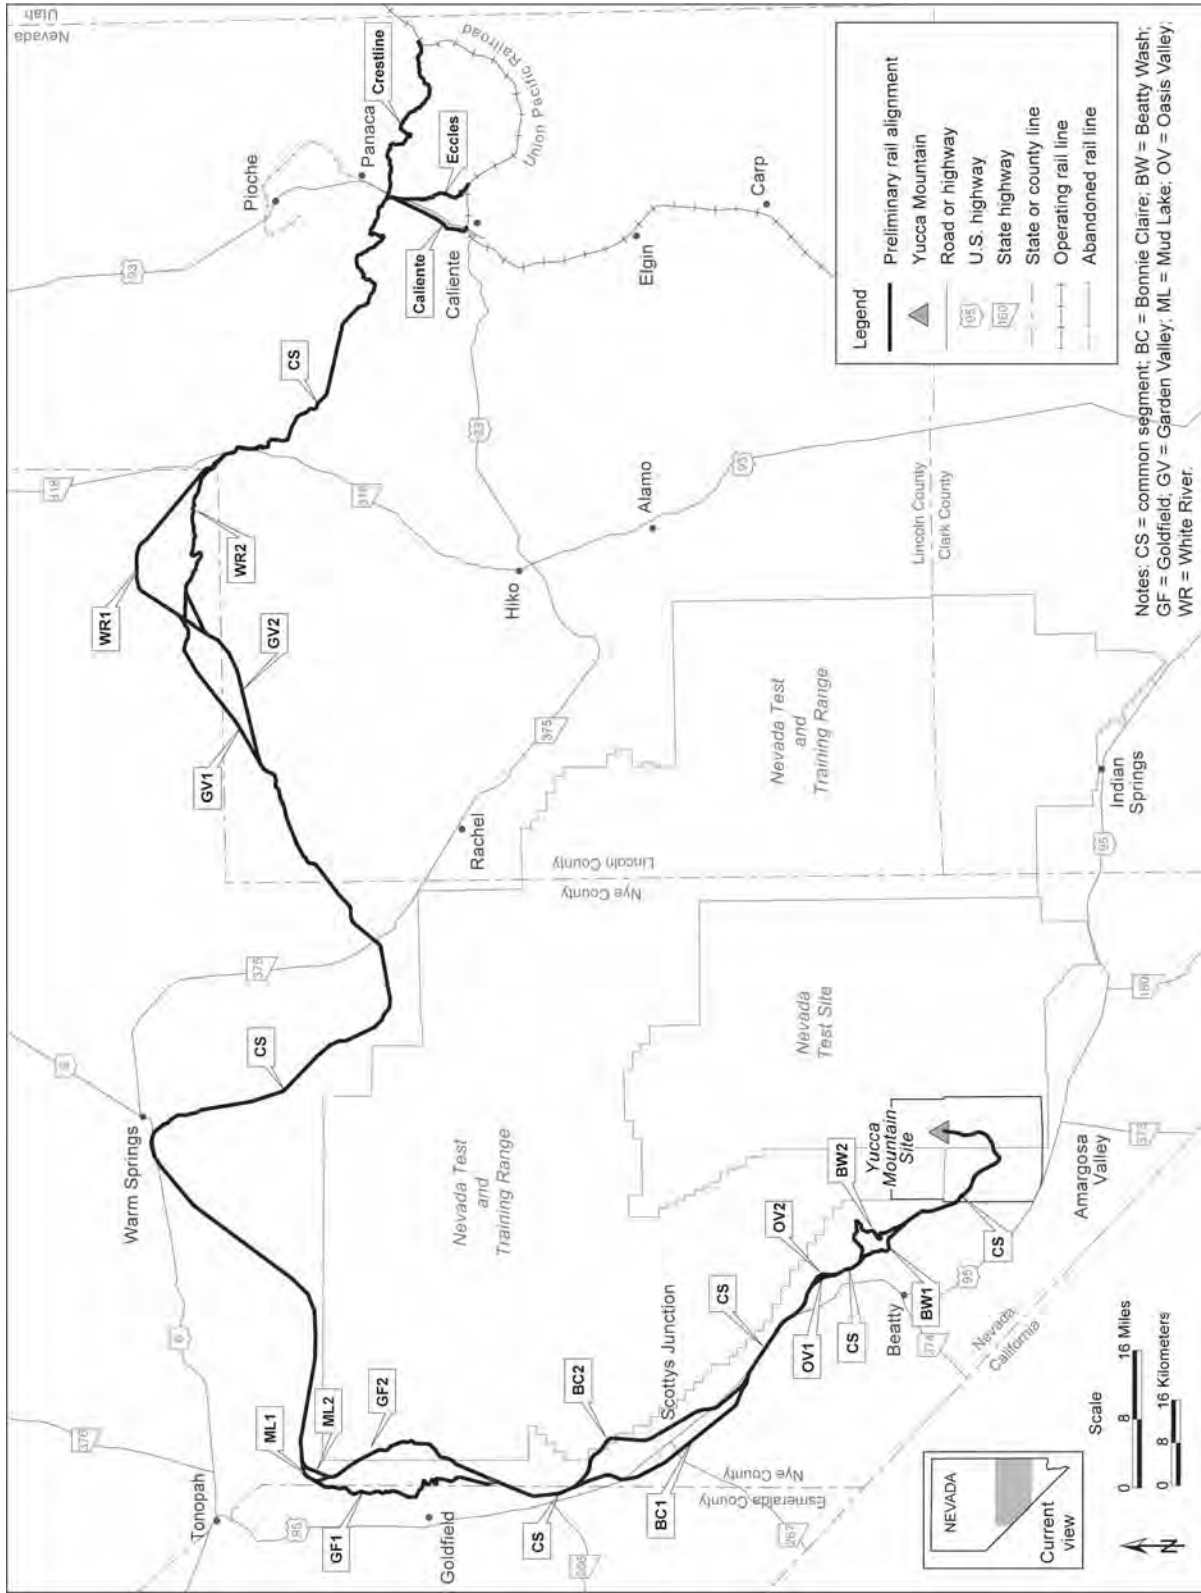 Utah
Nevada
Union Pacific Railroad
Crestline
Panaca
Pioche
Eccles
Caliente
Caliente
Elgin
Carp
93
CS
318
318
93
WR1
WR2
GV2
GV1
Hiko
Alamo
93
Lincoln County
Clark County
375
Rachel
Nevada Test
and
Training Range
Lincoln County
Nye County
Indian
Springs
95
375
6
Warm Springs
CS
Nevada Test
and
Training Range
Nevada
Test Site
160
Yucca
Mountain
Site
Amargosa
Valley
373
BW2
OV2
CS
Scottys Junction
CS
95
BW1
Beatty
CS
OV1
374
Nevada
California
6
376
Tonopah
ML1
ML2
GF2
GF1
95
Goldfield
BC2
BC1
CS
Nye County
Esmeralda County
267
Legend
Preliminary rail alignment
Yucca Mountain
Road or highway
95
U.S. highway
160
State highway
State or county line
Operating rail line
Abandoned rail line
Notes: CS = common segment; BC = Bonnie Claire; BW = Beatty Wash;
GF = Goldfield; GV = Garden Valley; ML = Mud Lake; OV = Oasis Valley;
WR = White River.
Scale
0 8 16 Miles
0 8 16 Kilometers
N
NEVADA
Current
view